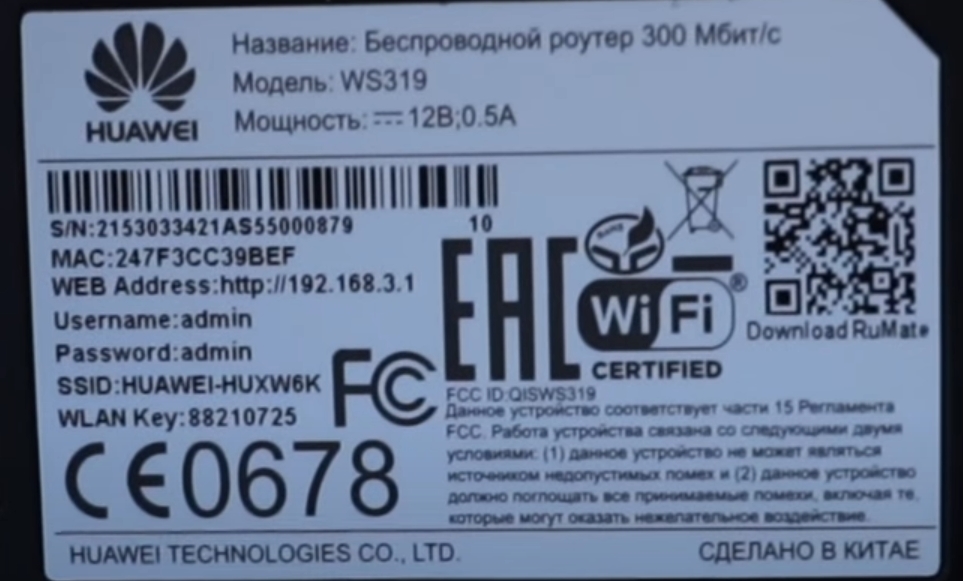 HUAWEI
Название: Беспроводной роутер 300 Мбит/с
Модель: WS319
Мощность: ⎓ 12В;0.5А
S/N:2153033421AS55000879 10
MAC:247F3CC39BEF
WEB Address:http://192.168.3.1
Username:admin
Password:admin
SSID:HUAWEI-HUXW6K
WLAN Key:88210725
FC
CE0678
EAC
RoHS
Wi Fi®
CERTIFIED
Download RuMate
FCC ID:QISWS319
Данное устройство соответствует части 15 Регламента
FCC. Работа устройства связана со следующими двумя
условиями: (1) данное устройство не может являться
источником недопустимых помех и (2) данное устройство
должно поглощать все принимаемые помехи, включая те,
которые могут оказать нежелательное воздействие.
HUAWEI TECHNOLOGIES CO., LTD.
СДЕЛАНО В КИТАЕ